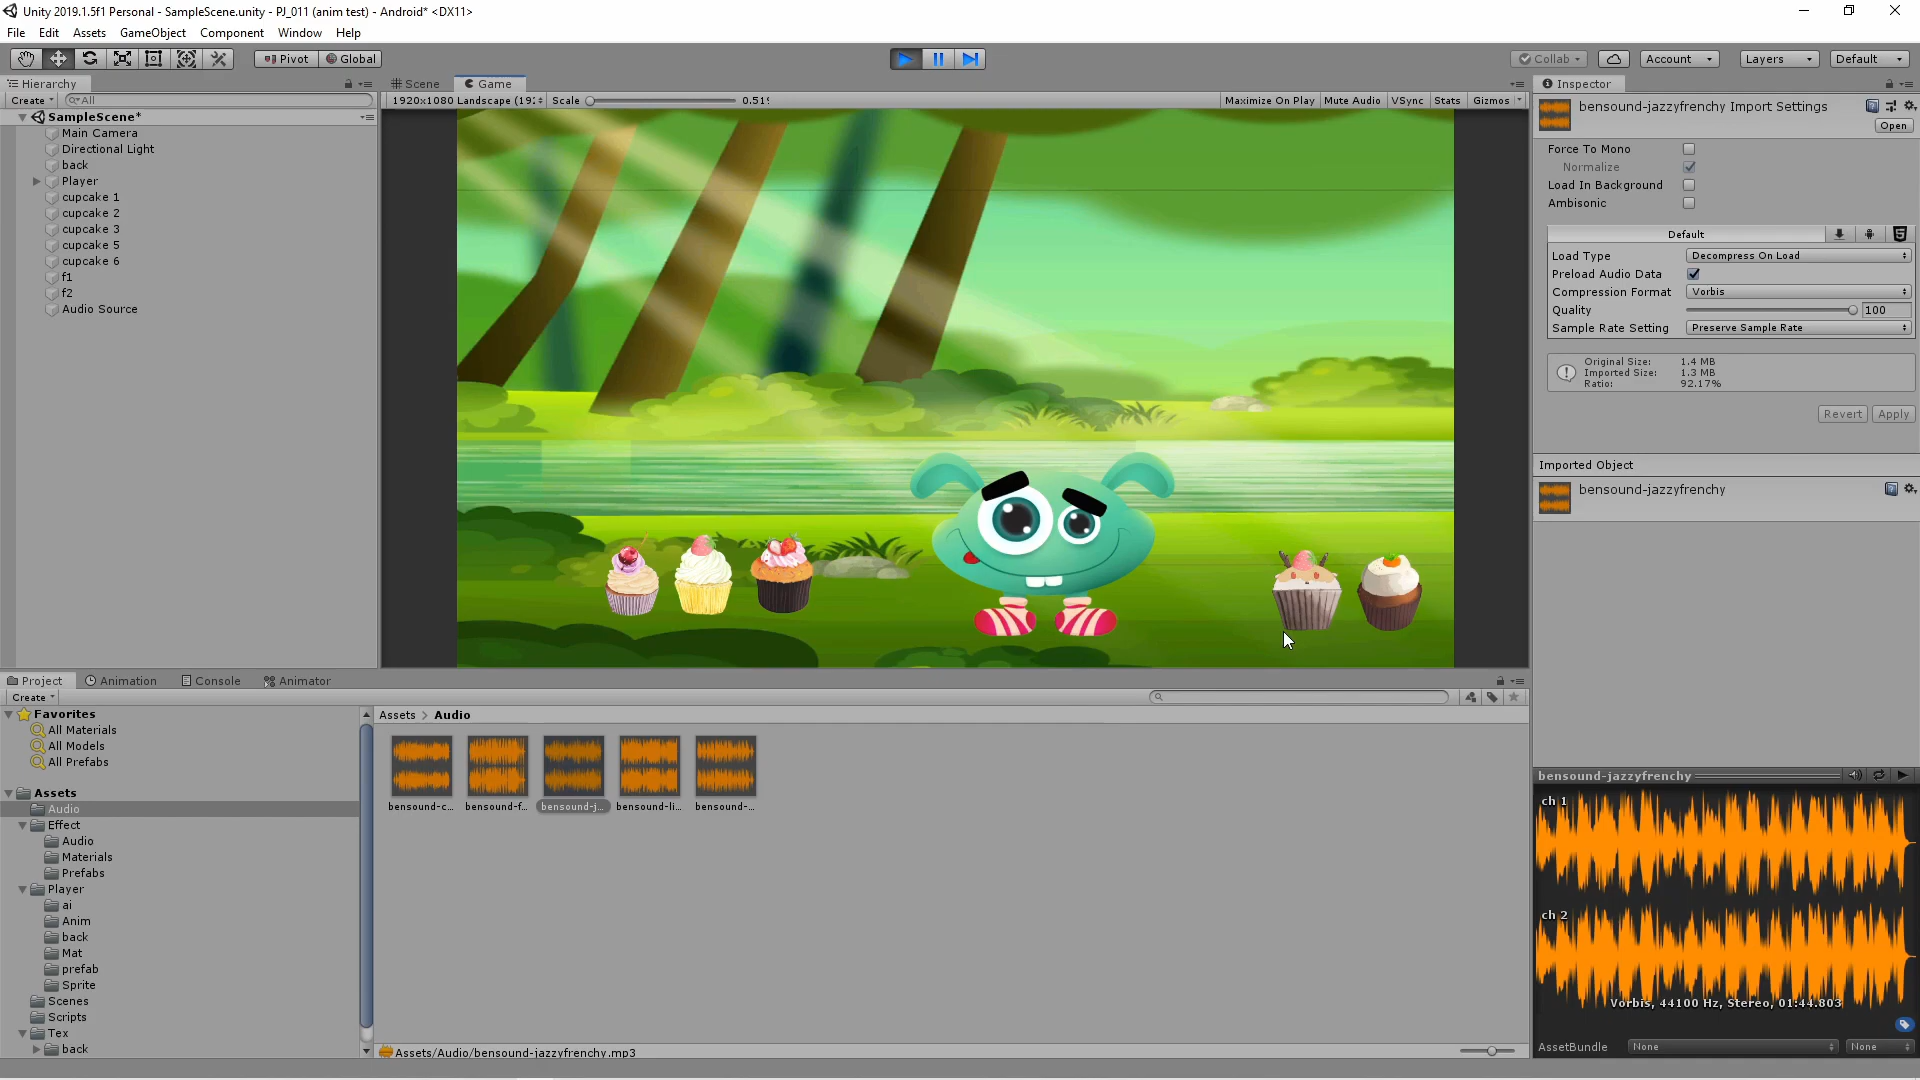 Unity 2019.1.5f1 Personal - SampleScene.unity - PJ_011 (anim test) - Android* <DX11>
File Edit Assets GameObject Component Window Help
Pivot Global
Collab Account Layers Default
Hierarchy
Scene Game
Inspector
Create All
1920x1080 Landscape (192 Scale 0.519
Maximize On Play Mute Audio VSync Stats Gizmos
SampleScene*
Main Camera
Directional Light
back
Player
cupcake 1
cupcake 2
cupcake 3
cupcake 5
cupcake 6
f1
f2
Audio Source
bensound-jazzyfrenchy Import Settings
Open
Force To Mono
Normalize
Load In Background
Ambisonic
Default
Load Type Decompress On Load
Preload Audio Data
Compression Format Vorbis
Quality 100
Sample Rate Setting Preserve Sample Rate
Original Size: 1.4 MB
Imported Size: 1.3 MB
Ratio: 92.17%
Revert Apply
Imported Object
bensound-jazzyfrenchy
Project Animation Console Animator
Create
Favorites
All Materials
All Models
All Prefabs
Assets
Audio
Effect
Audio
Materials
Prefabs
Player
ai
Anim
back
Mat
prefab
Sprite
Scenes
Scripts
Tex
back
Assets > Audio
bensound-c... bensound-f... bensound-j... bensound-li... bensound-...
Assets/Audio/bensound-jazzyfrenchy.mp3
bensound-jazzyfrenchy
ch 1
ch 2
Vorbis, 44100 Hz, Stereo, 01:44.803
AssetBundle None None